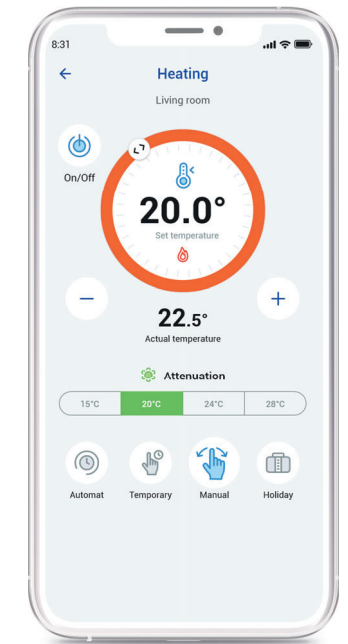 8:31
Heating
Living room
On/Off
20.0°
Set temperature
22.5°
Actual temperature
Attenuation
15°C 20°C 24°C 28°C
Automat Temporary Manual Holiday